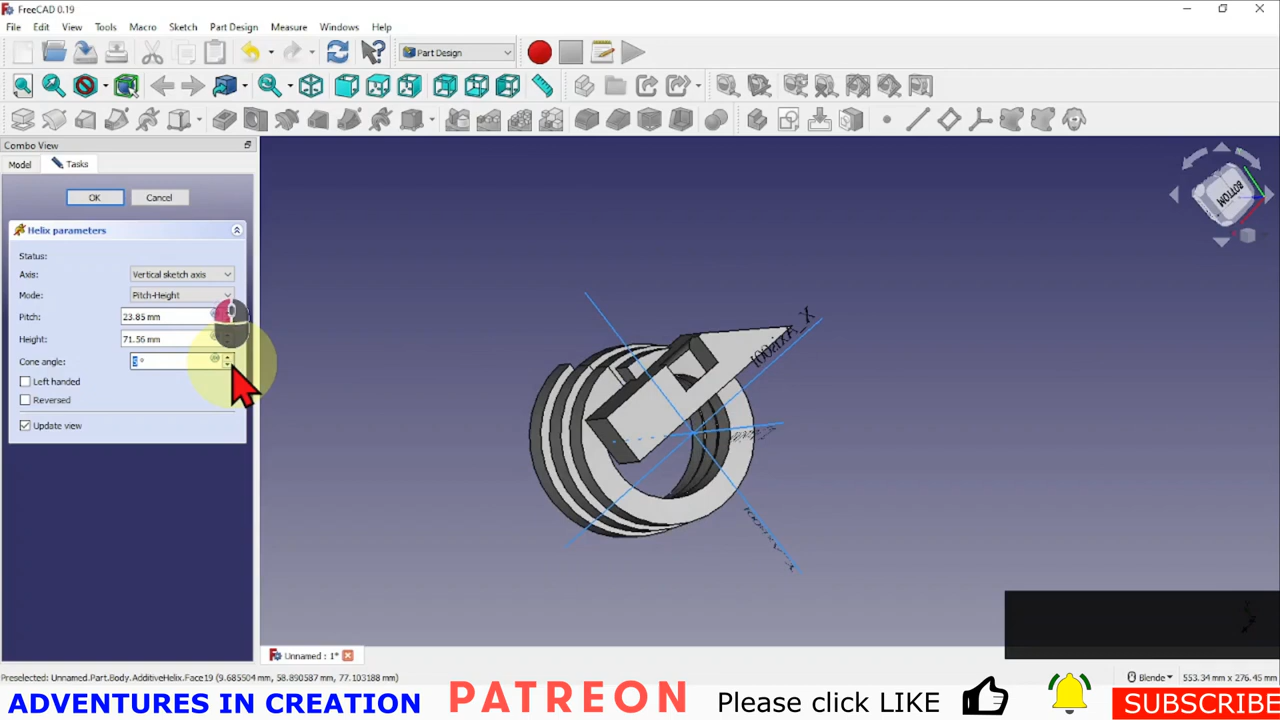 FreeCAD 0.19
File Edit View Tools Macro Sketch Part Design Measure Windows Help
Part Design
Combo View
Model Tasks
OK Cancel
Helix parameters
Status:
Axis: Vertical sketch axis
Mode: Pitch-Height
Pitch: 23.85 mm
Height: 71.56 mm
Cone angle:
Left handed
Reversed
Update view
BOTTOM
Unnamed : 1*
Preselected: Unnamed.Part.Body.AdditiveHelix.Face19 (9.685504 mm, 58.890587 mm, 77.103188 mm)
Blender
553.34 mm x 276.45 mm
ADVENTURES IN CREATION PATREON Please click LIKE SUBSCRIBE